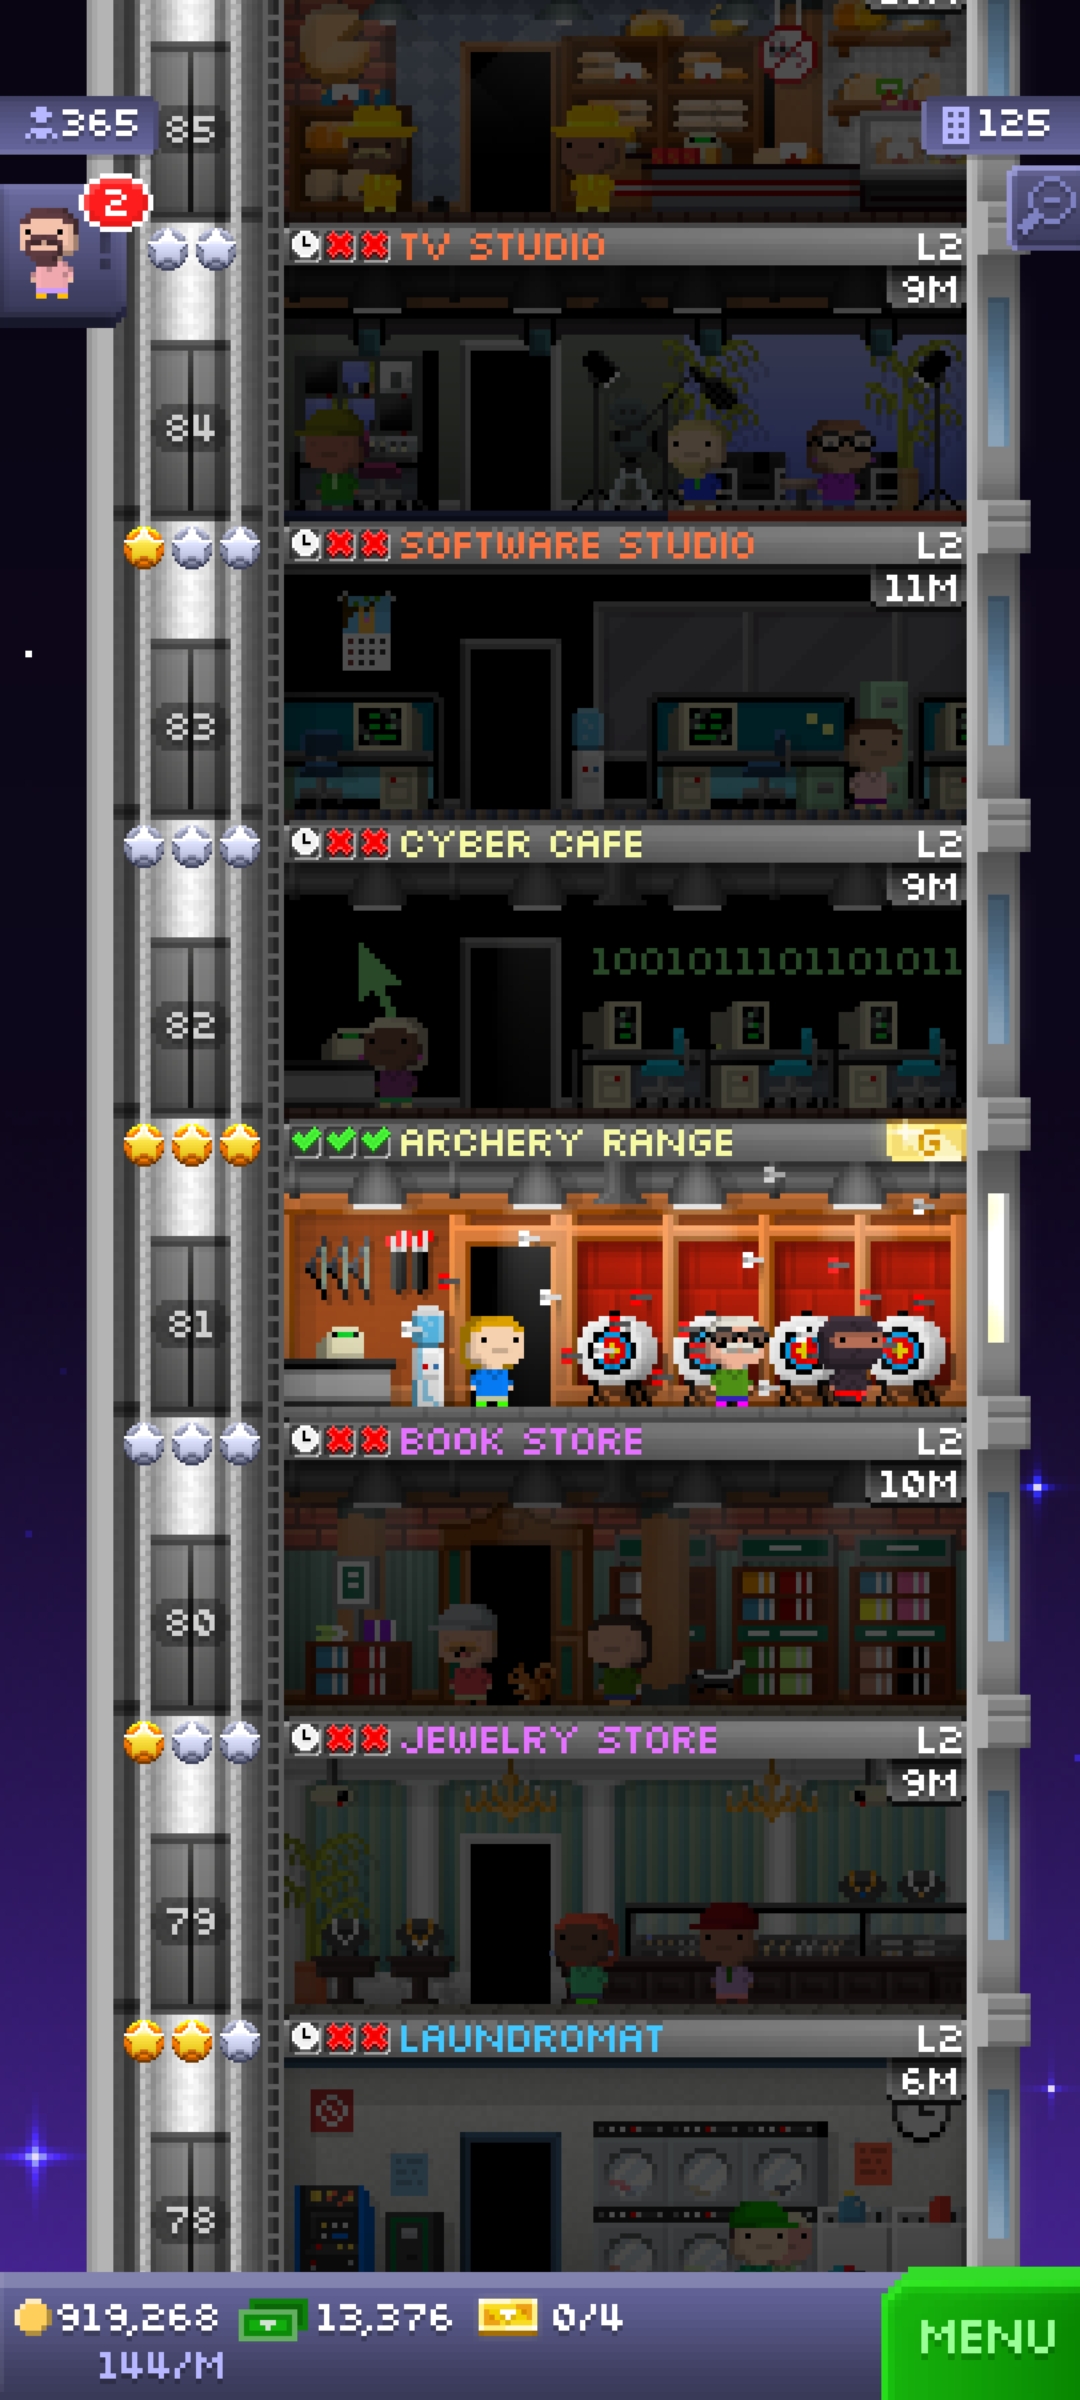 365
85
125
2
TV STUDIO L2
9M
84
SOFTWARE STUDIO L2
11M
83
CYBER CAFE L2
9M
1001011101101011
82
ARCHERY RANGE G
81
BOOK STORE L2
10M
80
JEWELRY STORE L2
9M
79
LAUNDROMAT L2
6M
78
919,268 13,376 0/4
144/M
MENU